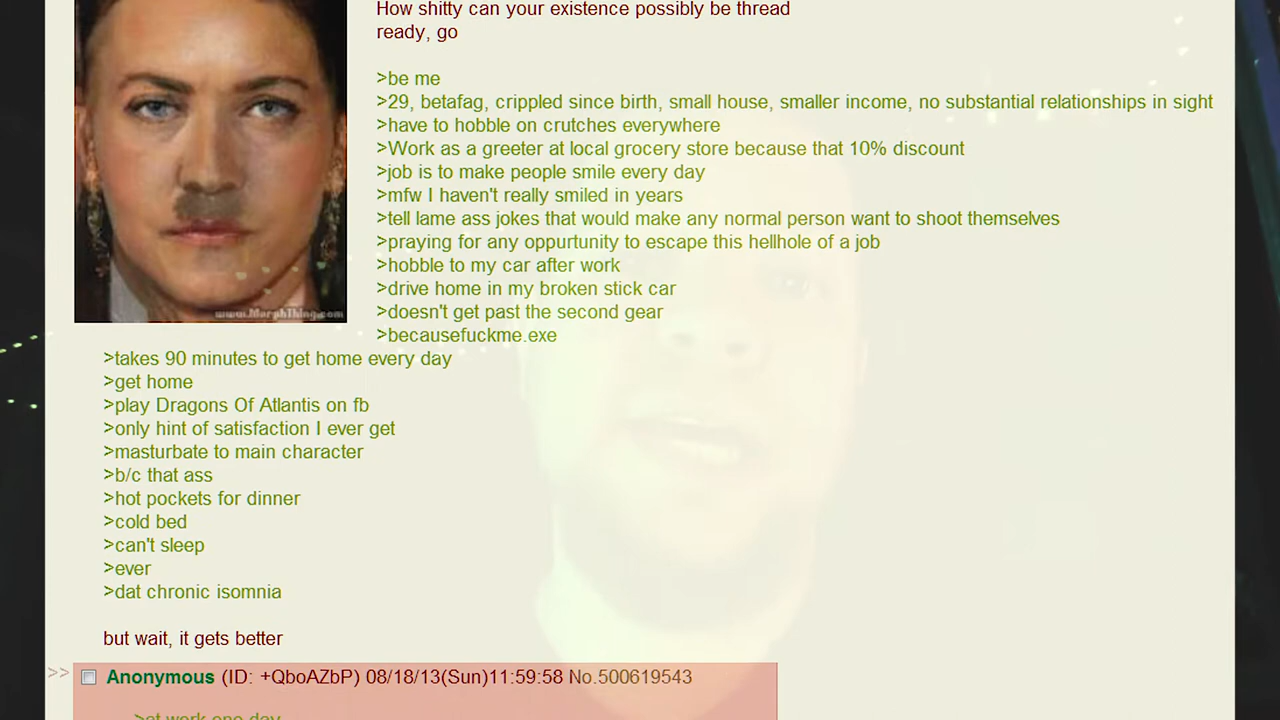 How shitty can your existence possibly be thread
ready, go
>be me
>29, betafag, crippled since birth, small house, smaller income, no substantial relationships in sight
>have to hobble on crutches everywhere
>Work as a greeter at local grocery store because that 10% discount
>job is to make people smile every day
>mfw I haven't really smiled in years
>tell lame ass jokes that would make any normal person want to shoot themselves
>praying for any oppurtunity to escape this hellhole of a job
>hobble to my car after work
>drive home in my broken stick car
>doesn't get past the second gear
>becausefuckme.exe
www.MorphThing.com
>takes 90 minutes to get home every day
>get home
>play Dragons Of Atlantis on fb
>only hint of satisfaction I ever get
>masturbate to main character
>b/c that ass
>hot pockets for dinner
>cold bed
>can't sleep
>ever
>dat chronic isomnia
but wait, it gets better
>> Anonymous (ID: +QboAZbP) 08/18/13(Sun)11:59:58 No.500619543
>at work one day